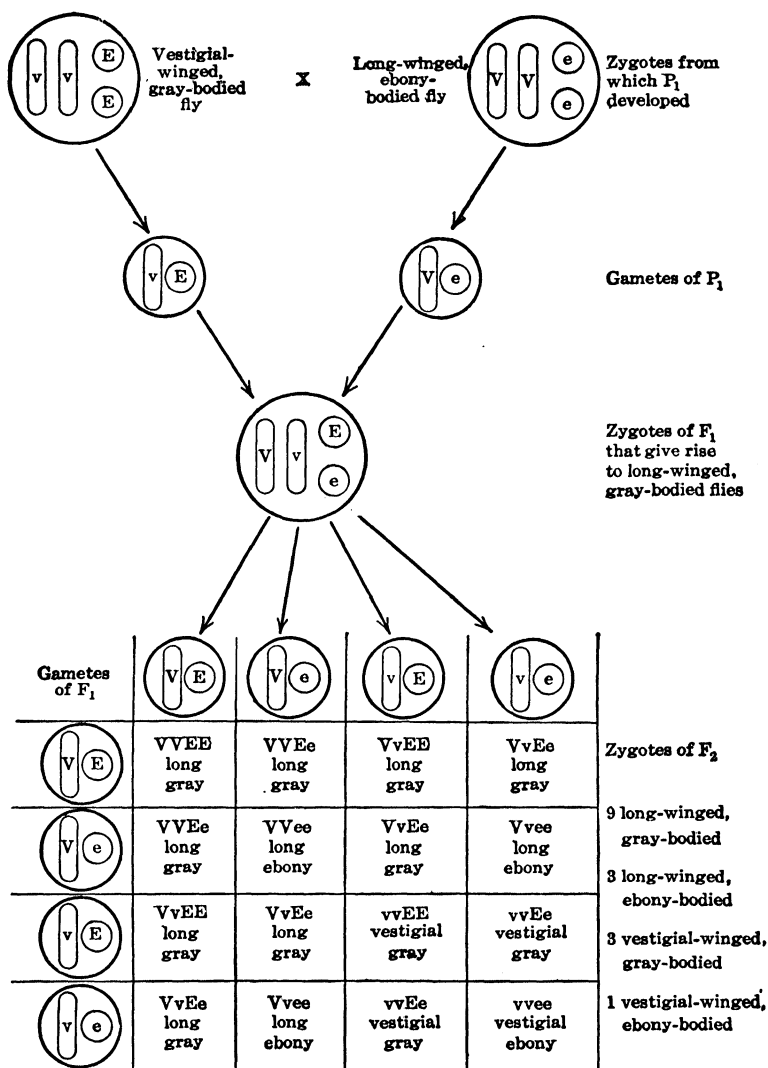 v v E E
Vestigial-
winged,
gray-bodied
fly
x
Long-winged,
ebony-
bodied fly
V V e e
Zygotes from
which P1
developed
v E
V e
Gametes of P1
V v E e
Zygotes of F1
that give rise
to long-winged,
gray-bodied flies
Gametes
of F1
V E
V e
v E
v e
V E
VVEE
long
gray
VVEe
long
gray
VvEE
long
gray
VvEe
long
gray
Zygotes of F2
V e
VVEe
long
gray
VVee
long
ebony
VvEe
long
gray
Vvee
long
ebony
9 long-winged,
gray-bodied
3 long-winged,
ebony-bodied
v E
VvEE
long
gray
VvEe
long
gray
vvEE
vestigial
gray
vvEe
vestigial
gray
3 vestigial-winged,
gray-bodied
v e
VvEe
long
gray
Vvee
long
ebony
vvEe
vestigial
gray
vvee
vestigial
ebony
1 vestigial-winged,
ebony-bodied